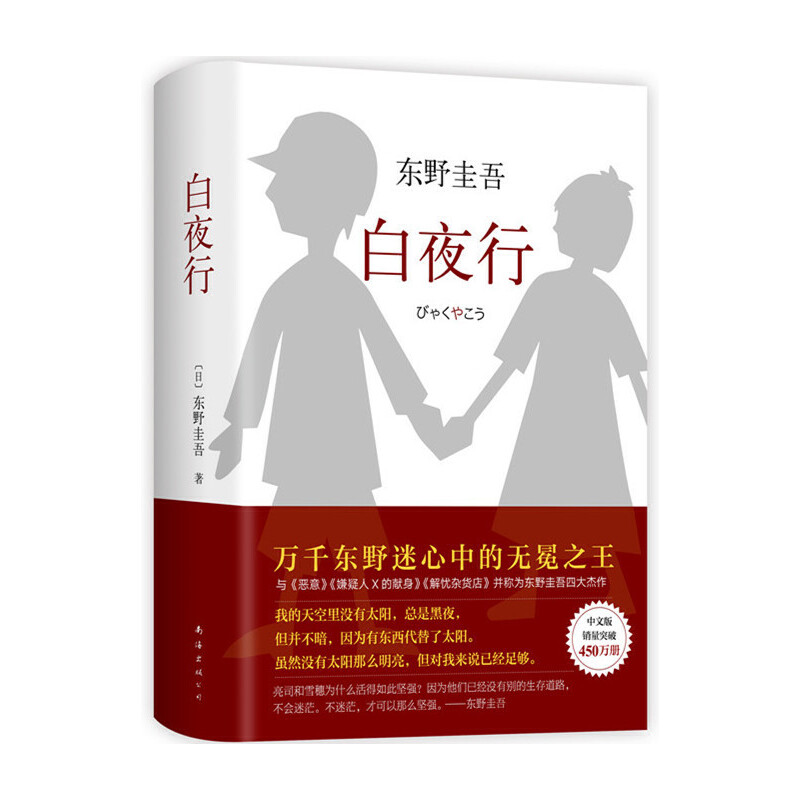 白夜行
〔日〕东野圭吾 著
南海出版公司
东野圭吾
白夜行
びゃくやこう
万千东野迷心中的无冕之王
与《恶意》《嫌疑人X的献身》《解忧杂货店》并称为东野圭吾四大杰作
我的天空里没有太阳，总是黑夜，
但并不暗，因为有东西代替了太阳。
虽然没有太阳那么明亮，但对我来说已经足够。
亮司和雪穗为什么活得如此坚强？因为他们已经没有别的生存道路，
不会迷茫。不迷茫，才可以那么坚强。——东野圭吾
中文版
销量突破
450万册